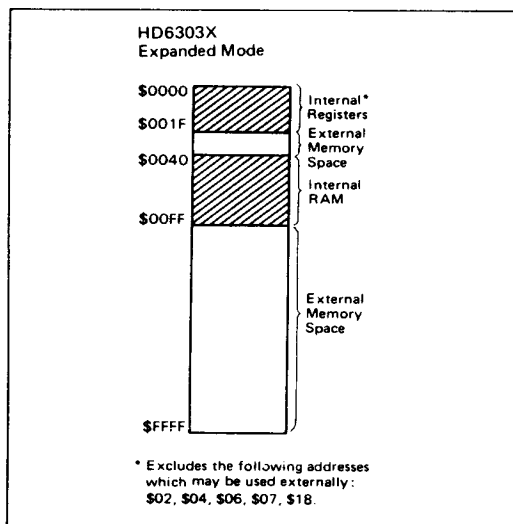 HD6303X
Expanded Mode
$0000
Internal*
Registers
$001F
External
Memory
Space
$0040
Internal
RAM
$00FF
External
Memory
Space
$FFFF
* Excludes the following addresses
which may be used externally:
$02, $04, $06, $07, $18.